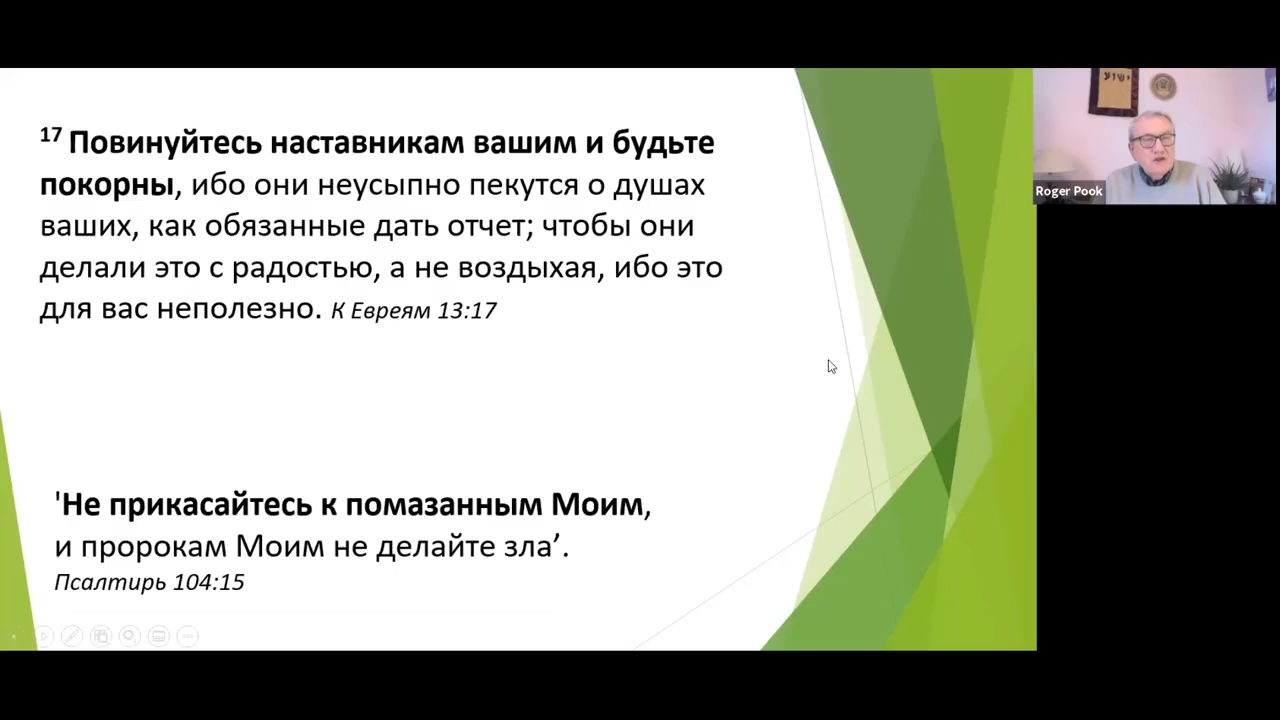 17 Повинуйтесь наставникам вашим и будьте
покорны, ибо они неусыпно пекутся о душах
ваших, как обязанные дать отчет; чтобы они
делали это с радостью, а не воздыхая, ибо это
для вас неполезно. К Евреям 13:17
'Не прикасайтесь к помазанным Моим,
и пророкам Моим не делайте зла’.
Псалтирь 104:15
ישוע
Roger Pook